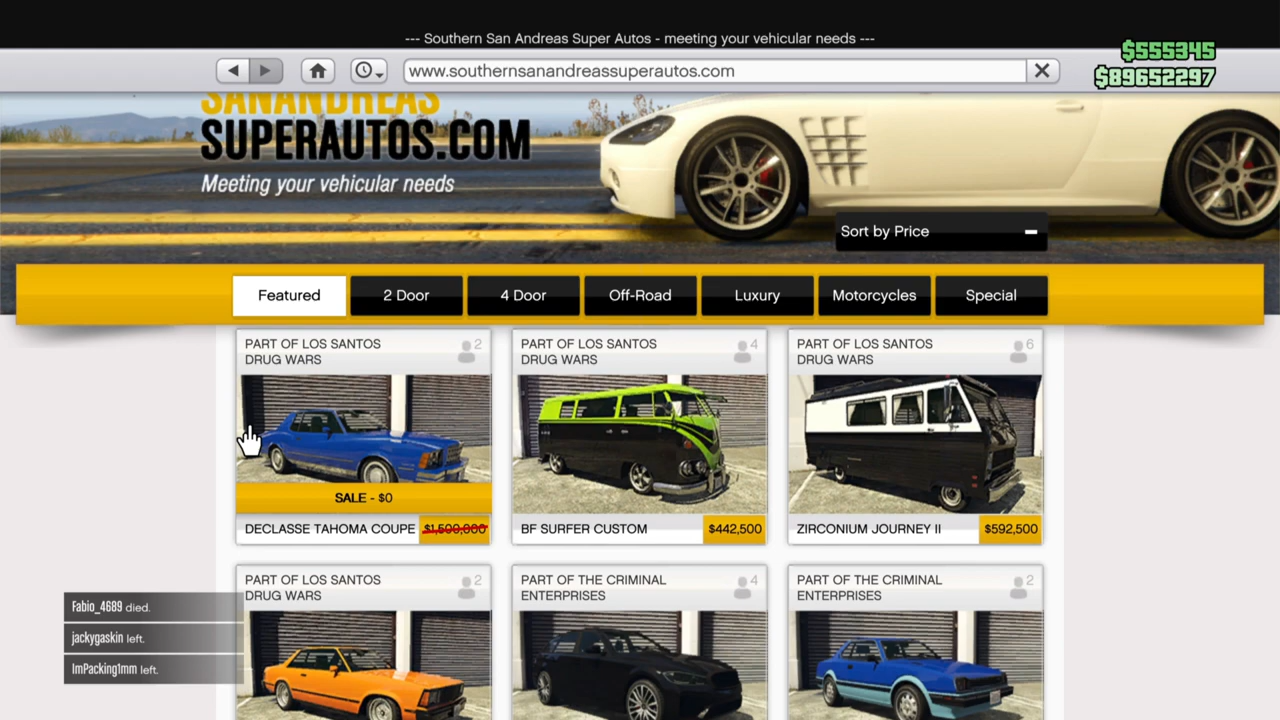 --- Southern San Andreas Super Autos - meeting your vehicular needs ---
$555345
www.southernsanandreassuperautos.com
$89652297
SANANDREAS
SUPERAUTOS.COM
Meeting your vehicular needs
Sort by Price
Featured
2 Door
4 Door
Off-Road
Luxury
Motorcycles
Special
PART OF LOS SANTOS
DRUG WARS
2
PART OF LOS SANTOS
DRUG WARS
4
PART OF LOS SANTOS
DRUG WARS
6
SALE - $0
DECLASSE TAHOMA COUPE
$1,500,000
BF SURFER CUSTOM
$442,500
ZIRCONIUM JOURNEY II
$592,500
PART OF LOS SANTOS
DRUG WARS
2
PART OF THE CRIMINAL
ENTERPRISES
4
PART OF THE CRIMINAL
ENTERPRISES
2
Fabio_4689 died.
jackygaskin left.
ImPacking1mm left.